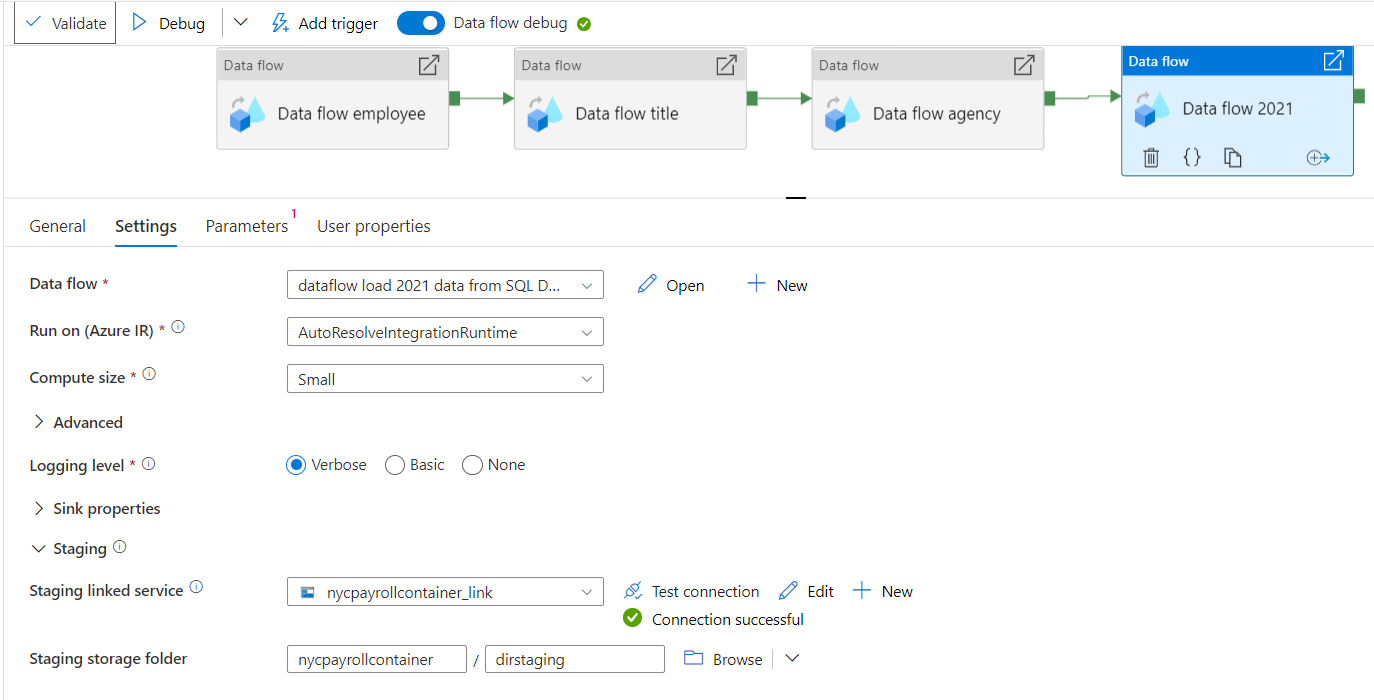 Validate Debug Add trigger Data flow debug
Data flow Data flow Data flow Data flow
Data flow employee Data flow title Data flow agency Data flow 2021
General Settings Parameters 1 User properties
Data flow * dataflow load 2021 data from SQL D... Open New
Run on (Azure IR) * AutoResolveIntegrationRuntime
Compute size * Small
Advanced
Logging level * Verbose Basic None
Sink properties
Staging
Staging linked service nycpayrollcontainer_link Test connection Edit New
Connection successful
Staging storage folder nycpayrollcontainer / dirstaging Browse